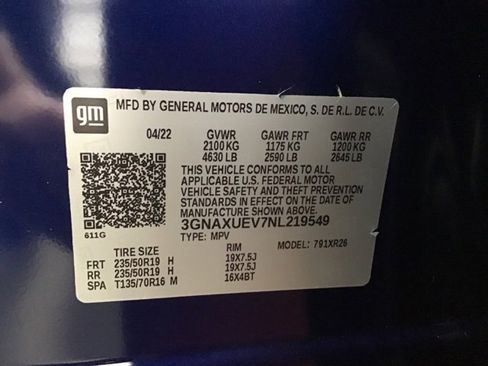 gm
MFD BY GENERAL MOTORS DE MEXICO, S. DE R.L. DE C.V.
04/22 GVWR GAWR FRT GAWR RR
2100 KG 1175 KG 1200 KG
4630 LB 2590 LB 2645 LB
THIS VEHICLE CONFORMS TO ALL
APPLICABLE U.S. FEDERAL MOTOR
VEHICLE SAFETY AND THEFT PREVENTION
STANDARDS IN EFFECT ON THE DATE OF
MANUFACTURE SHOWN ABOVE.
3GNAXUEV7NL219549
611G
TYPE: MPV MODEL: 791XR26
TIRE SIZE RIM
FRT 235/50R19 H 19X7.5J
RR 235/50R19 H 19X7.5J
SPA T135/70R16 M 16X4BT